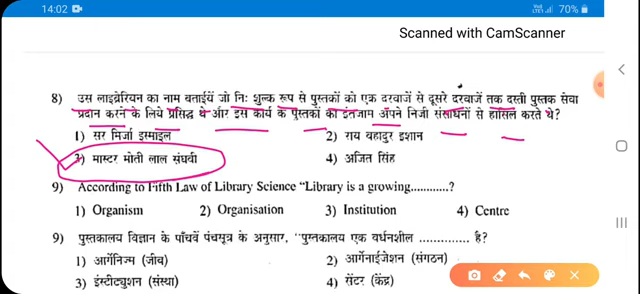 14:02 70%
Scanned with CamScanner
8) उस लाइब्रेरियन का नाम बताईयें जो निः शुल्क रूप से पुस्तकों को एक दरवाजें से दूसरे दरवाजें तक दस्ती पुस्तक सेवा
प्रदान करने के लिये प्रसिद्ध थे और इस कार्य के पुस्तकों का इंतजाम अपने निजी संसाधनों से हासिल करते थे?
1) सर मिर्जा इस्माइल 2) राय बहादुर इशान
3) मास्टर मोती लाल संघवी 4) अजित सिंह
9) According to Fifth Law of Library Science "Library is a growing...........?
1) Organism 2) Organisation 3) Institution 4) Centre
9) पुस्तकालय विज्ञान के पाँचवें पंचसूत्र के अनुसार, "पुस्तकालय एक वर्धनशील .............. है?
1) आर्गेनिज्म (जीव) 2) आर्गेनाईजेशन (संगठन)
3) इंस्टीट्युशन (संस्था) 4) सेंटर (केंद्र)